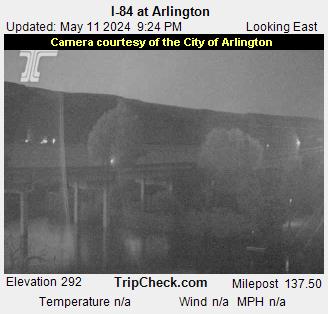 I-84 at Arlington
Updated: May 11 2024 9:24 PM Looking East
Camera courtesy of the City of Arlington
Elevation 292 TripCheck.com Milepost 137.50
Temperature n/a Wind n/a MPH n/a